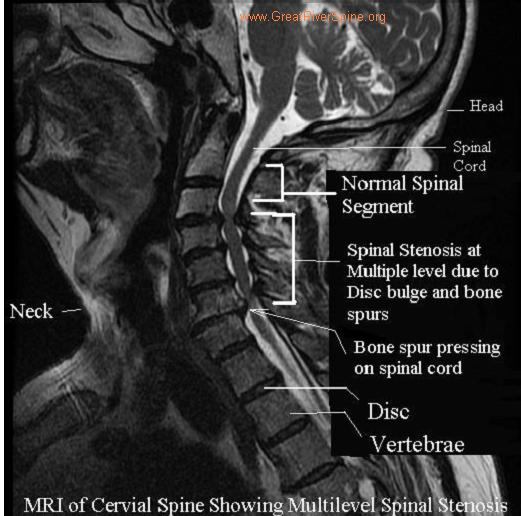 www.GreatRiverSpine.org
Head
Spinal
Cord
Normal Spinal
Segment
Spinal Stenosis at
Multiple level due to
Disc bulge and bone
spurs
Neck
Bone spur pressing
on spinal cord
Disc
Vertebrae
MRI of Cervial Spine Showing Multilevel Spinal Stenosis